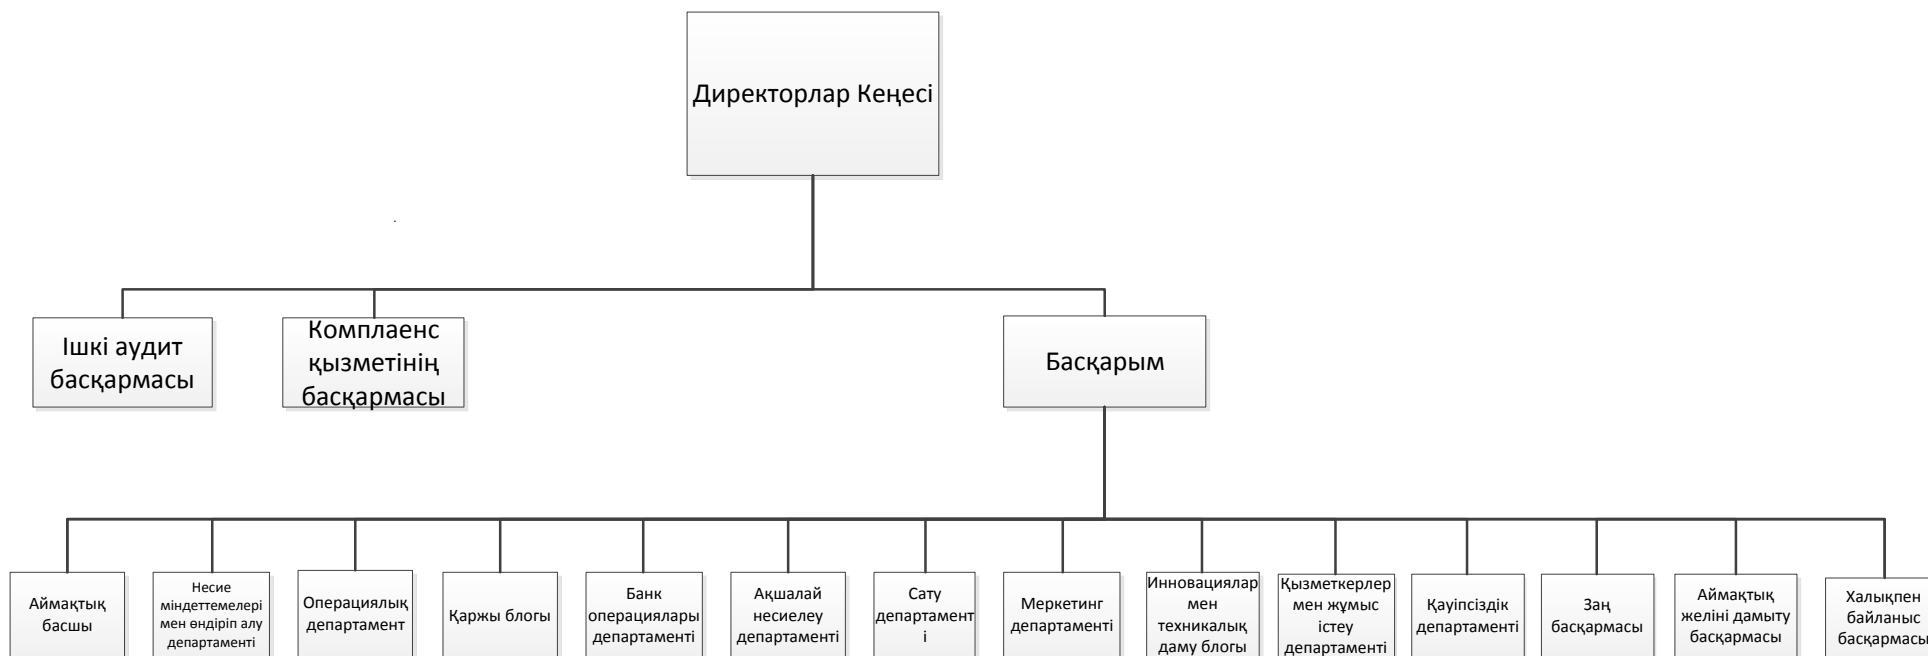 Директорлар Кеңесі
Ішкі аудит
басқармасы
Комплаенс
қызметінің
басқармасы
Басқарым
Аймақтық
басшы
Несие
міндеттемелері
мен өндіріп алу
департаменті
Операциялық
департамент
Қаржы блогы
Банк
операциялары
департаменті
Ақшалай
несиелеу
департаменті
Сату
департамент
і
Меркетинг
департаменті
Инновациялар
мен
техникалық
даму блогы
Қызметкерлер
мен жұмыс
істеу
департаменті
Қауіпсіздік
департаменті
Заң
басқармасы
Аймақтық
желіні дамыту
басқармасы
Халықпен
байланыс
басқармасы